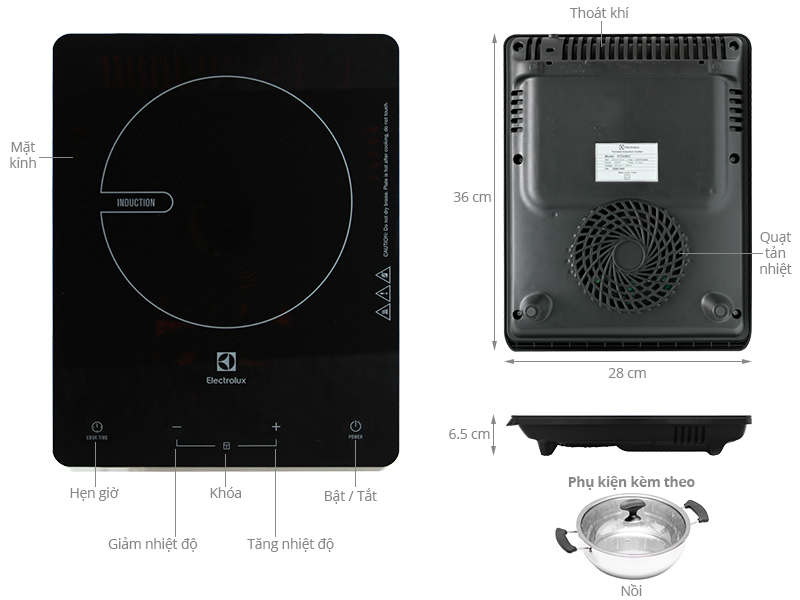 Thoát khí
Mặt
kính
INDUCTION
CAUTION: Do not dry braise. Plate is hot after cooking, do not touch.
Electrolux
COOK TIME
POWER
Hẹn giờ
Khóa
Bật / Tắt
Giảm nhiệt độ
Tăng nhiệt độ
Electrolux
36 cm
Quạt
tản
nhiệt
28 cm
6.5 cm
Phụ kiện kèm theo
Nồi